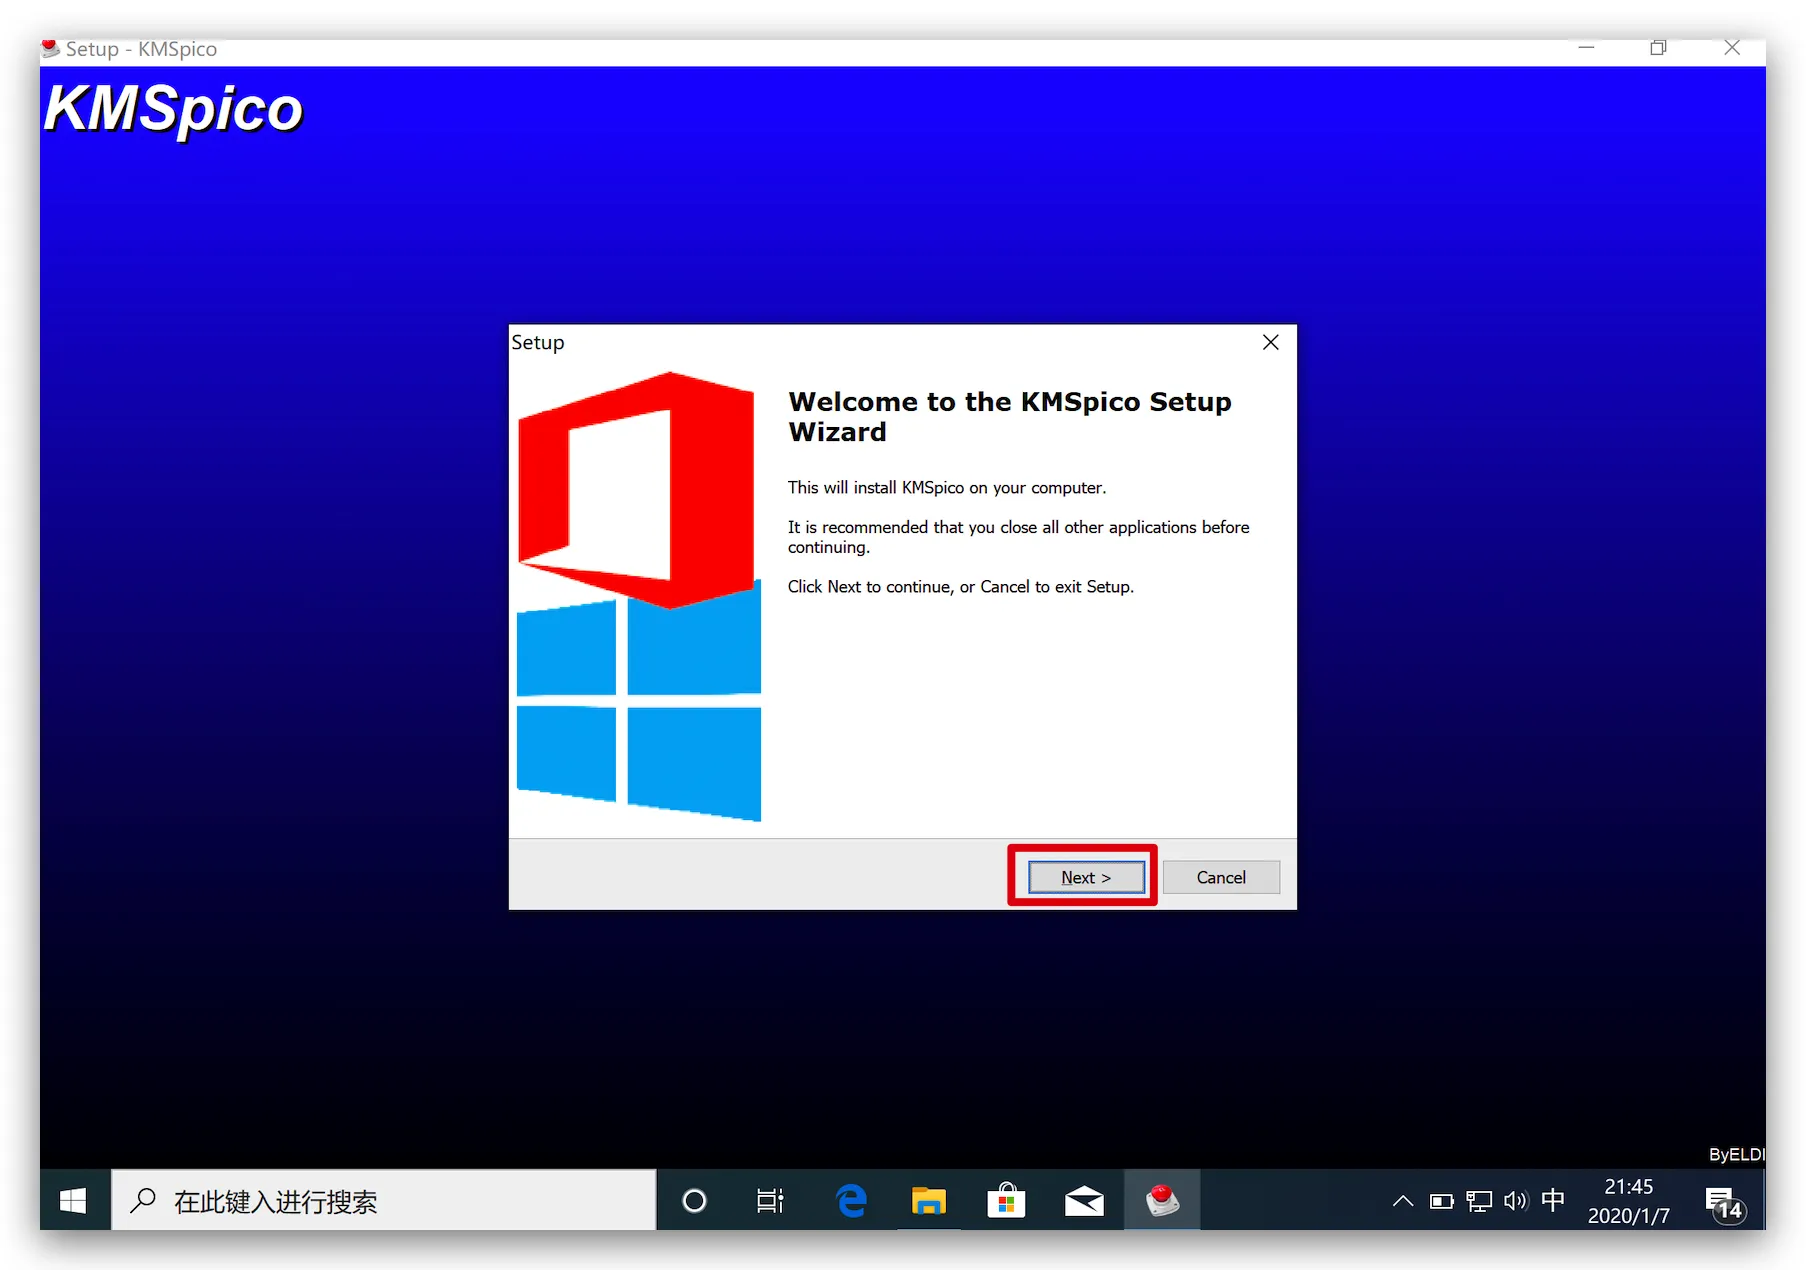 Setup - KMSpico
KMSpico
Setup
Welcome to the KMSpico Setup
Wizard
This will install KMSpico on your computer.
It is recommended that you close all other applications before
continuing.
Click Next to continue, or Cancel to exit Setup.
Next >
Cancel
ByELDI
在此键入进行搜索
中
21:45
2020/1/7
14